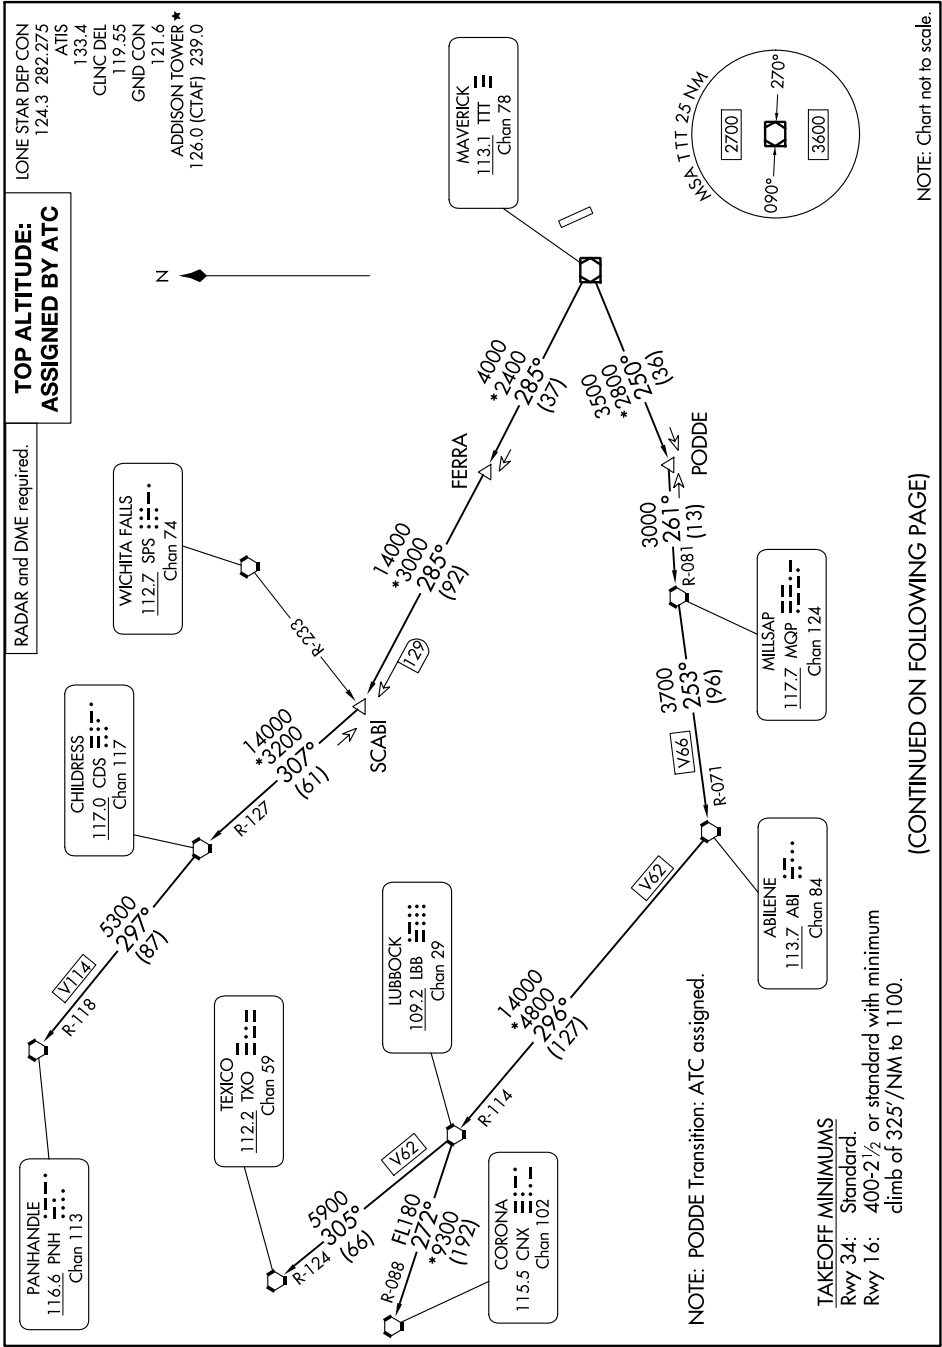 LONE STAR DEP CON
124.3 282.275
ATIS
133.4
CLNC DEL
119.55
GND CON
121.6
ADDISON TOWER ★
126.0 (CTAF) 239.0
TOP ALTITUDE:
ASSIGNED BY ATC
RADAR and DME required.
N
MAVERICK
113.1 TTT
Chan 78
MSA TTT 25 NM
2700
270°
090°
3600
NOTE: Chart not to scale.
WICHITA FALLS
112.7 SPS
Chan 74
R-233
CHILDRESS
117.0 CDS
Chan 117
PANHANDLE
116.6 PNH
Chan 113
4000
*2400
285°
(37)
FERRA
14000
*3000
285°
(92)
129
SCABI
14000
*3200
307°
(61)
R-127
5300
297°
(87)
V114
R-118
3500
*2800
250°
(36)
PODDE
3000
261°
(13)
R-081
MILLSAP
117.7 MQP
Chan 124
3700
253°
(96)
V66
R-071
ABILENE
113.7 ABI
Chan 84
V62
14000
*4800
296°
(127)
R-114
LUBBOCK
109.2 LBB
Chan 29
TEXICO
112.2 TXO
Chan 59
V62
5900
305°
(66)
R-124
FL180
272°
*9300
(192)
R-088
CORONA
115.5 CNX
Chan 102
NOTE: PODDE Transition: ATC assigned.
TAKEOFF MINIMUMS
Rwy 34: Standard.
Rwy 16: 400-2½ or standard with minimum
climb of 325'/NM to 1100.
(CONTINUED ON FOLLOWING PAGE)